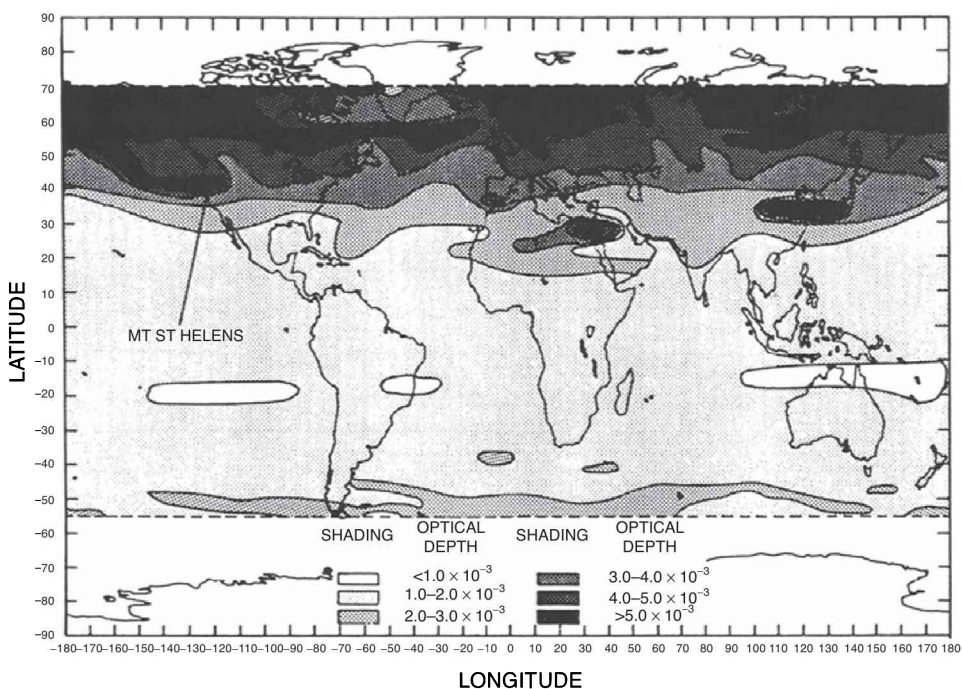 90
80
70
60
50
40
30
20
10
0
−10
−20
−30
−40
−50
−60
−70
−80
−90
LATITUDE
MT ST HELENS
SHADING OPTICAL DEPTH SHADING OPTICAL DEPTH
<1.0 × 10⁻³ 3.0–4.0 × 10⁻³
1.0–2.0 × 10⁻³ 4.0–5.0 × 10⁻³
2.0–3.0 × 10⁻³ >5.0 × 10⁻³
−180 −170 −160 −150 −140 −130 −120 −110 −100 −90 −80 −70 −60 −50 −40 −30 −20 −10 0 10 20 30 40 50 60 70 80 90 100 110 120 130 140 150 160 170 180
LONGITUDE